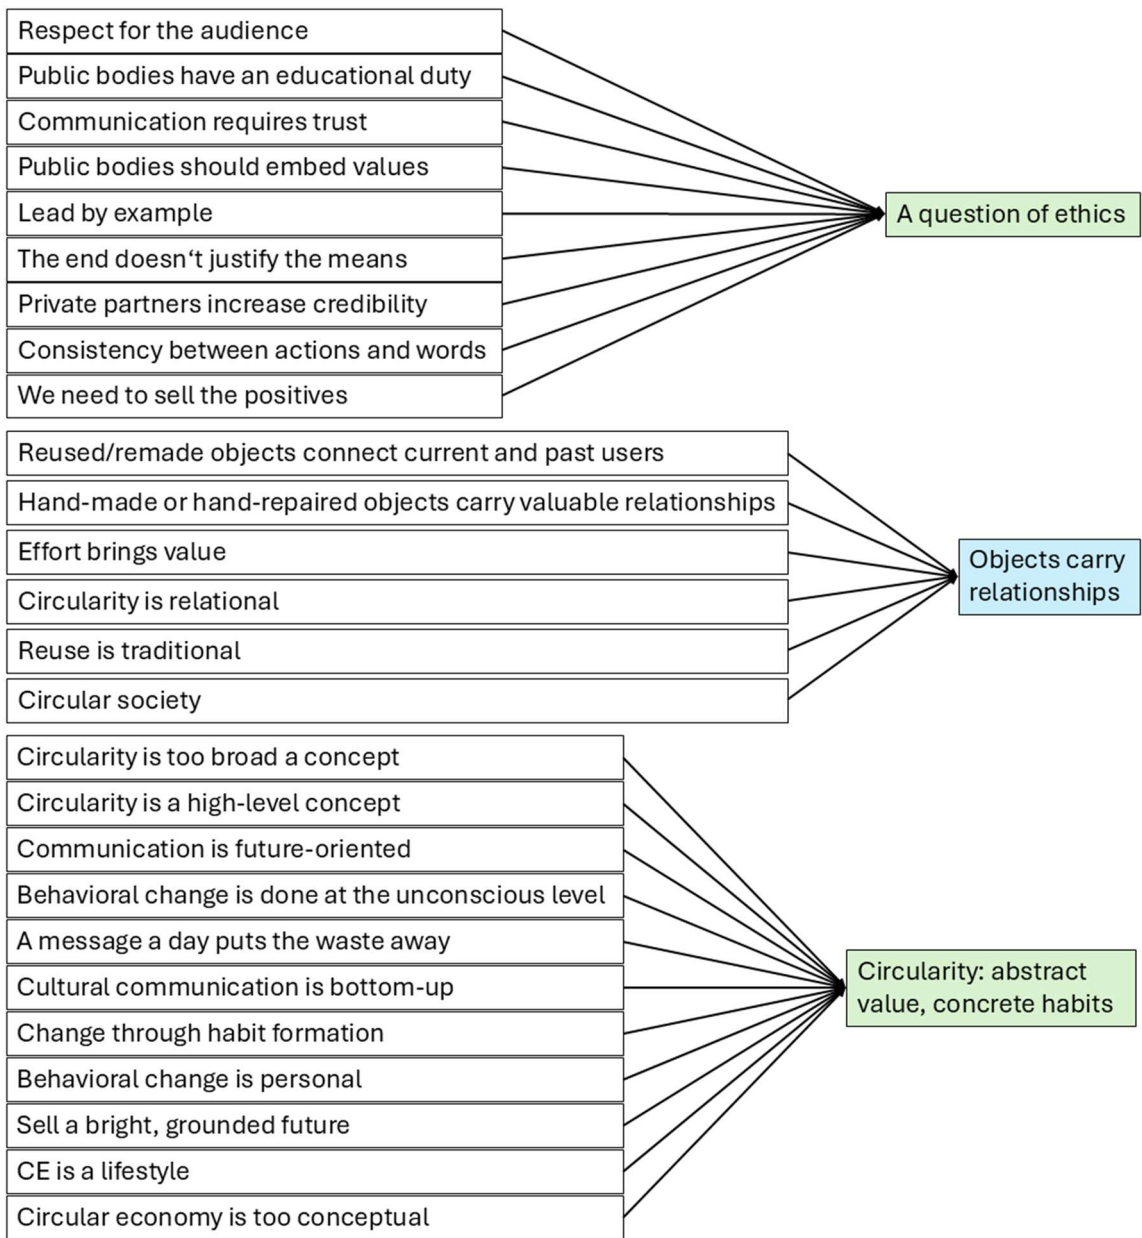 Respect for the audience
Public bodies have an educational duty
Communication requires trust
Public bodies should embed values
Lead by example
The end doesn‘t justify the means
Private partners increase credibility
Consistency between actions and words
We need to sell the positives
A question of ethics
Reused/remade objects connect current and past users
Hand-made or hand-repaired objects carry valuable relationships
Effort brings value
Circularity is relational
Reuse is traditional
Circular society
Objects carry
relationships
Circularity is too broad a concept
Circularity is a high-level concept
Communication is future-oriented
Behavioral change is done at the unconscious level
A message a day puts the waste away
Cultural communication is bottom-up
Change through habit formation
Behavioral change is personal
Sell a bright, grounded future
CE is a lifestyle
Circular economy is too conceptual
Circularity: abstract
value, concrete habits